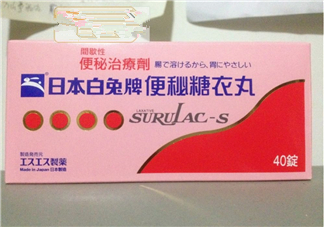 間歇性
便秘治療劑
腸で溶けるから、胃にやさしい
日本白兔牌便秘糖衣丸
SURULAC-S
製造発売元
エスエス製薬
Made in Japan 日本製造
40錠